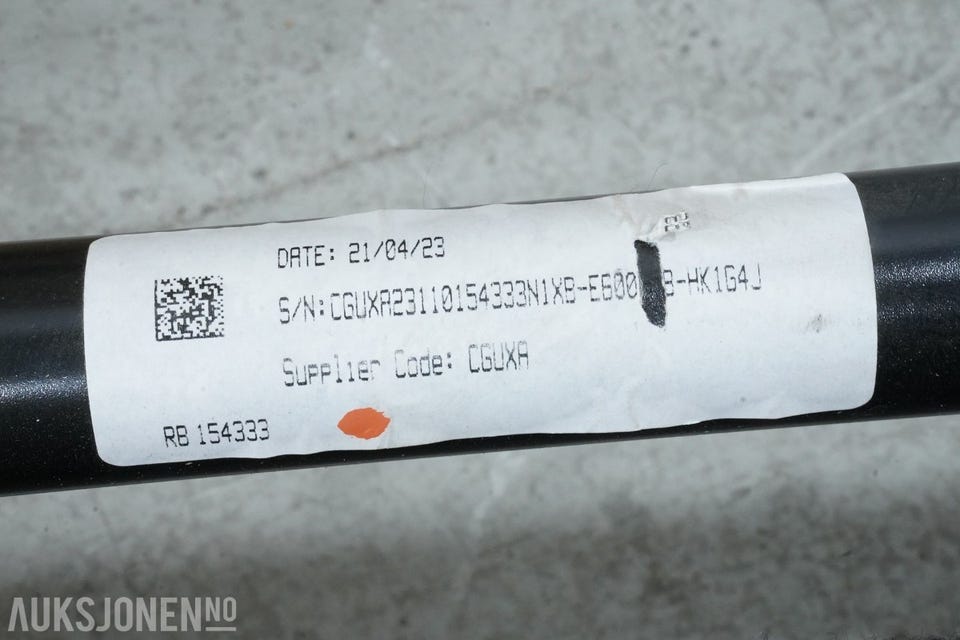 DATE: 21/04/23
S/N:CGUXA23110154333N1XB-E600
B-HK1G4J
Supplier Code: CGUXA
RB 154333
AUKSJONEN.NO